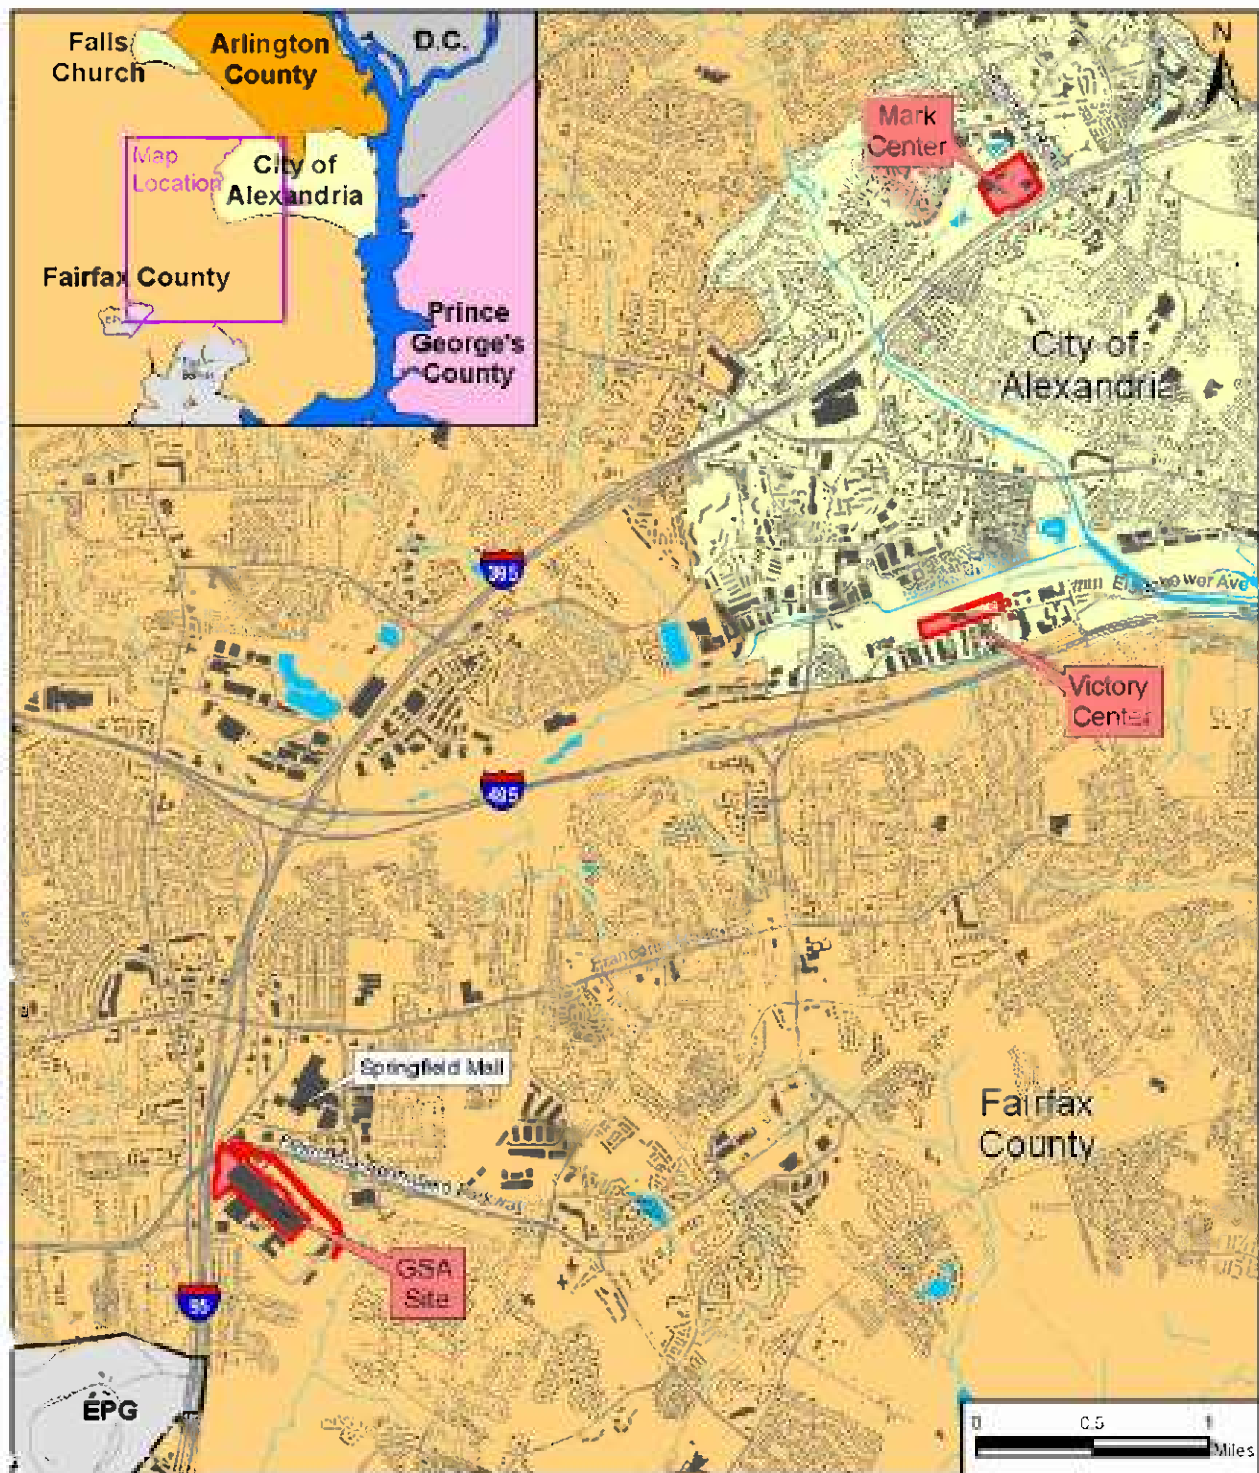 Falls
Church
Arlington
County
D.C.
Map
Location
City of
Alexandria
Fairfax County
Prince
George's
County
N
Mark
Center
City of
Alexandria
395
Victory
Center
495
Springfield Mall
Fairfax
County
GSA
Site
95
EPG
0
0.5
1
Miles